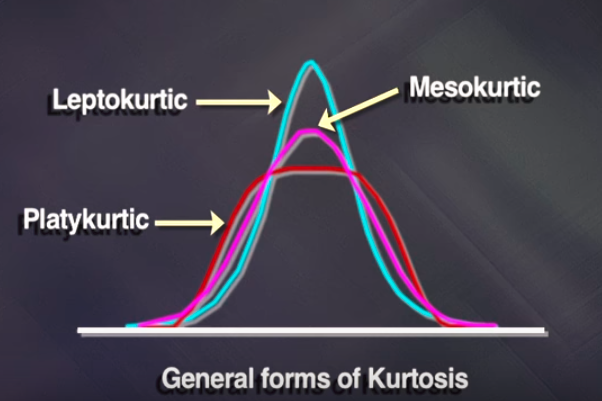 Leptokurtic
Mesokurtic
Platykurtic
General forms of Kurtosis